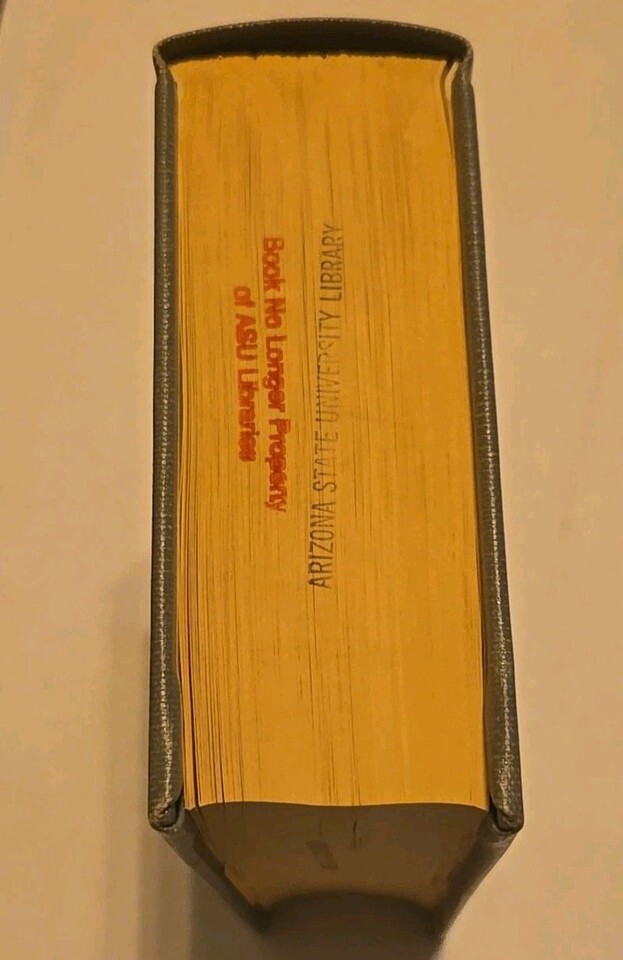 Book No Longer Property
of ASU Libraries
ARIZONA STATE UNIVERSITY LIBRARY